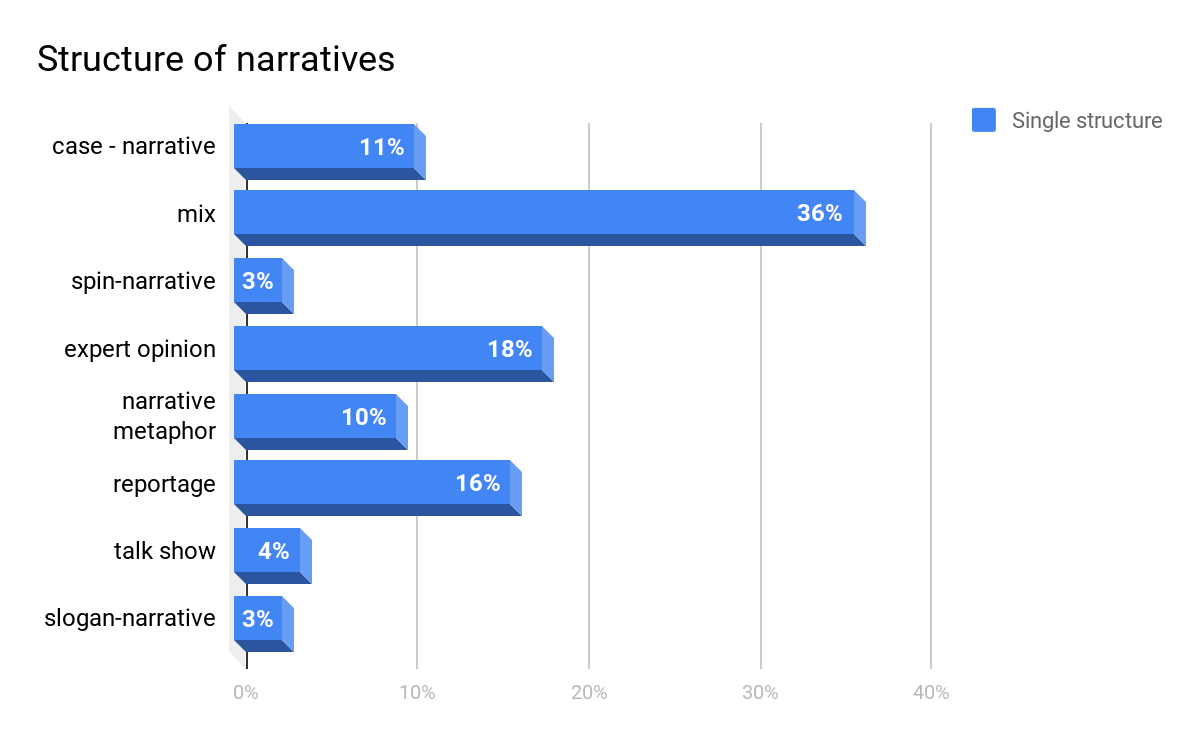 Structure of narratives
Single structure
case - narrative
11%
mix
36%
spin-narrative
3%
expert opinion
18%
narrative
metaphor
10%
reportage
16%
talk show
4%
slogan-narrative
3%
0%
10%
20%
30%
40%